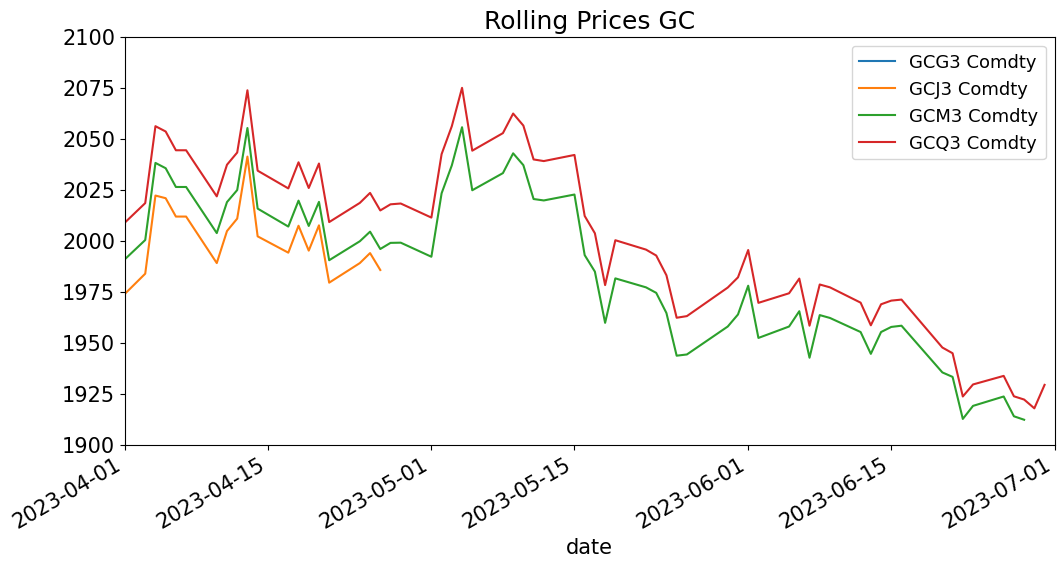 Rolling Prices GC
2100
2075
2050
2025
2000
1975
1950
1925
1900
GCG3 Comdty
GCJ3 Comdty
GCM3 Comdty
GCQ3 Comdty
2023-04-01
2023-04-15
2023-05-01
2023-05-15
2023-06-01
2023-06-15
2023-07-01
date